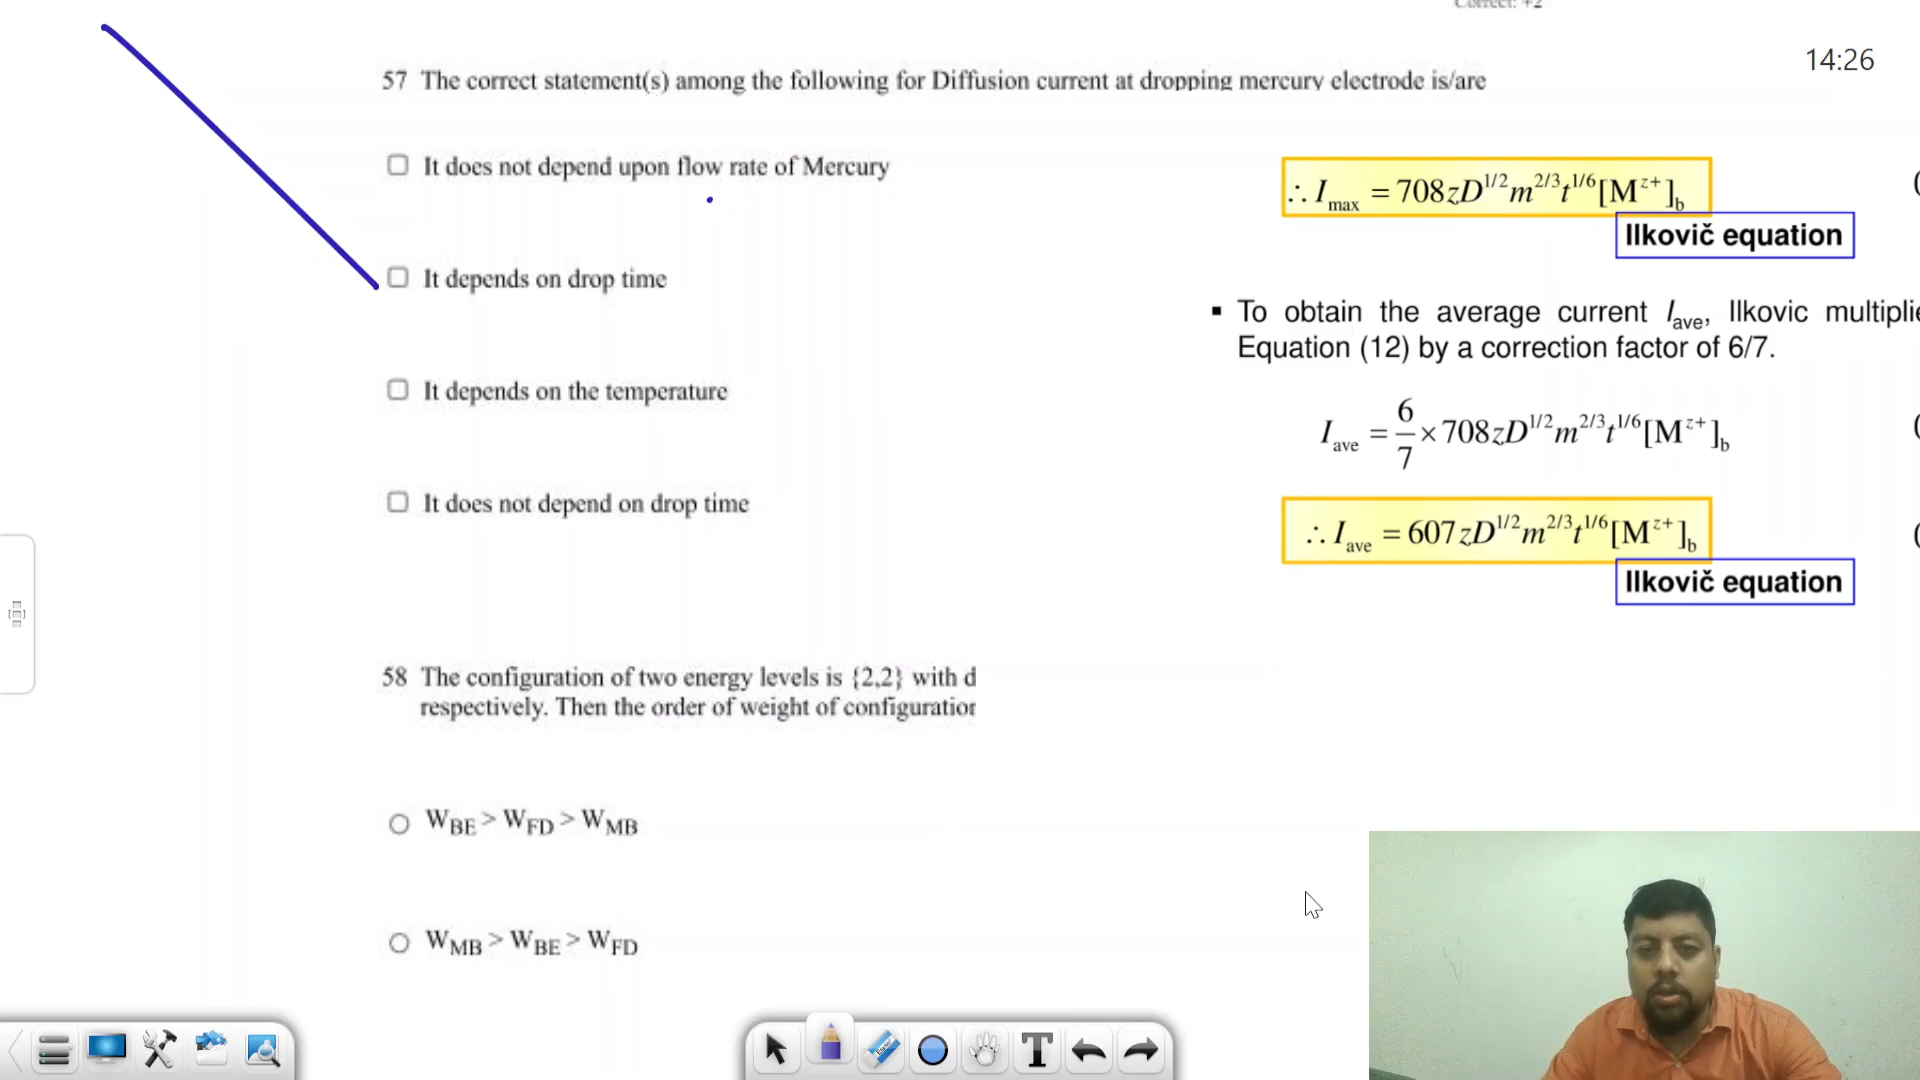 Correct: +2
14:26
57 The correct statement(s) among the following for Diffusion current at dropping mercury electrode is/are
It does not depend upon flow rate of Mercury
It depends on drop time
It depends on the temperature
It does not depend on drop time
∴ I_max = 708zD^{1/2}m^{2/3}t^{1/6}[M^{z+}]_b
Ilkovič equation
▪ To obtain the average current I_ave, Ilkovic multiplie
Equation (12) by a correction factor of 6/7.
I_ave = 6/7 × 708zD^{1/2}m^{2/3}t^{1/6}[M^{z+}]_b
∴ I_ave = 607zD^{1/2}m^{2/3}t^{1/6}[M^{z+}]_b
Ilkovič equation
58 The configuration of two energy levels is {2,2} with d
respectively. Then the order of weight of configuration
W_BE > W_FD > W_MB
W_MB > W_BE > W_FD
T